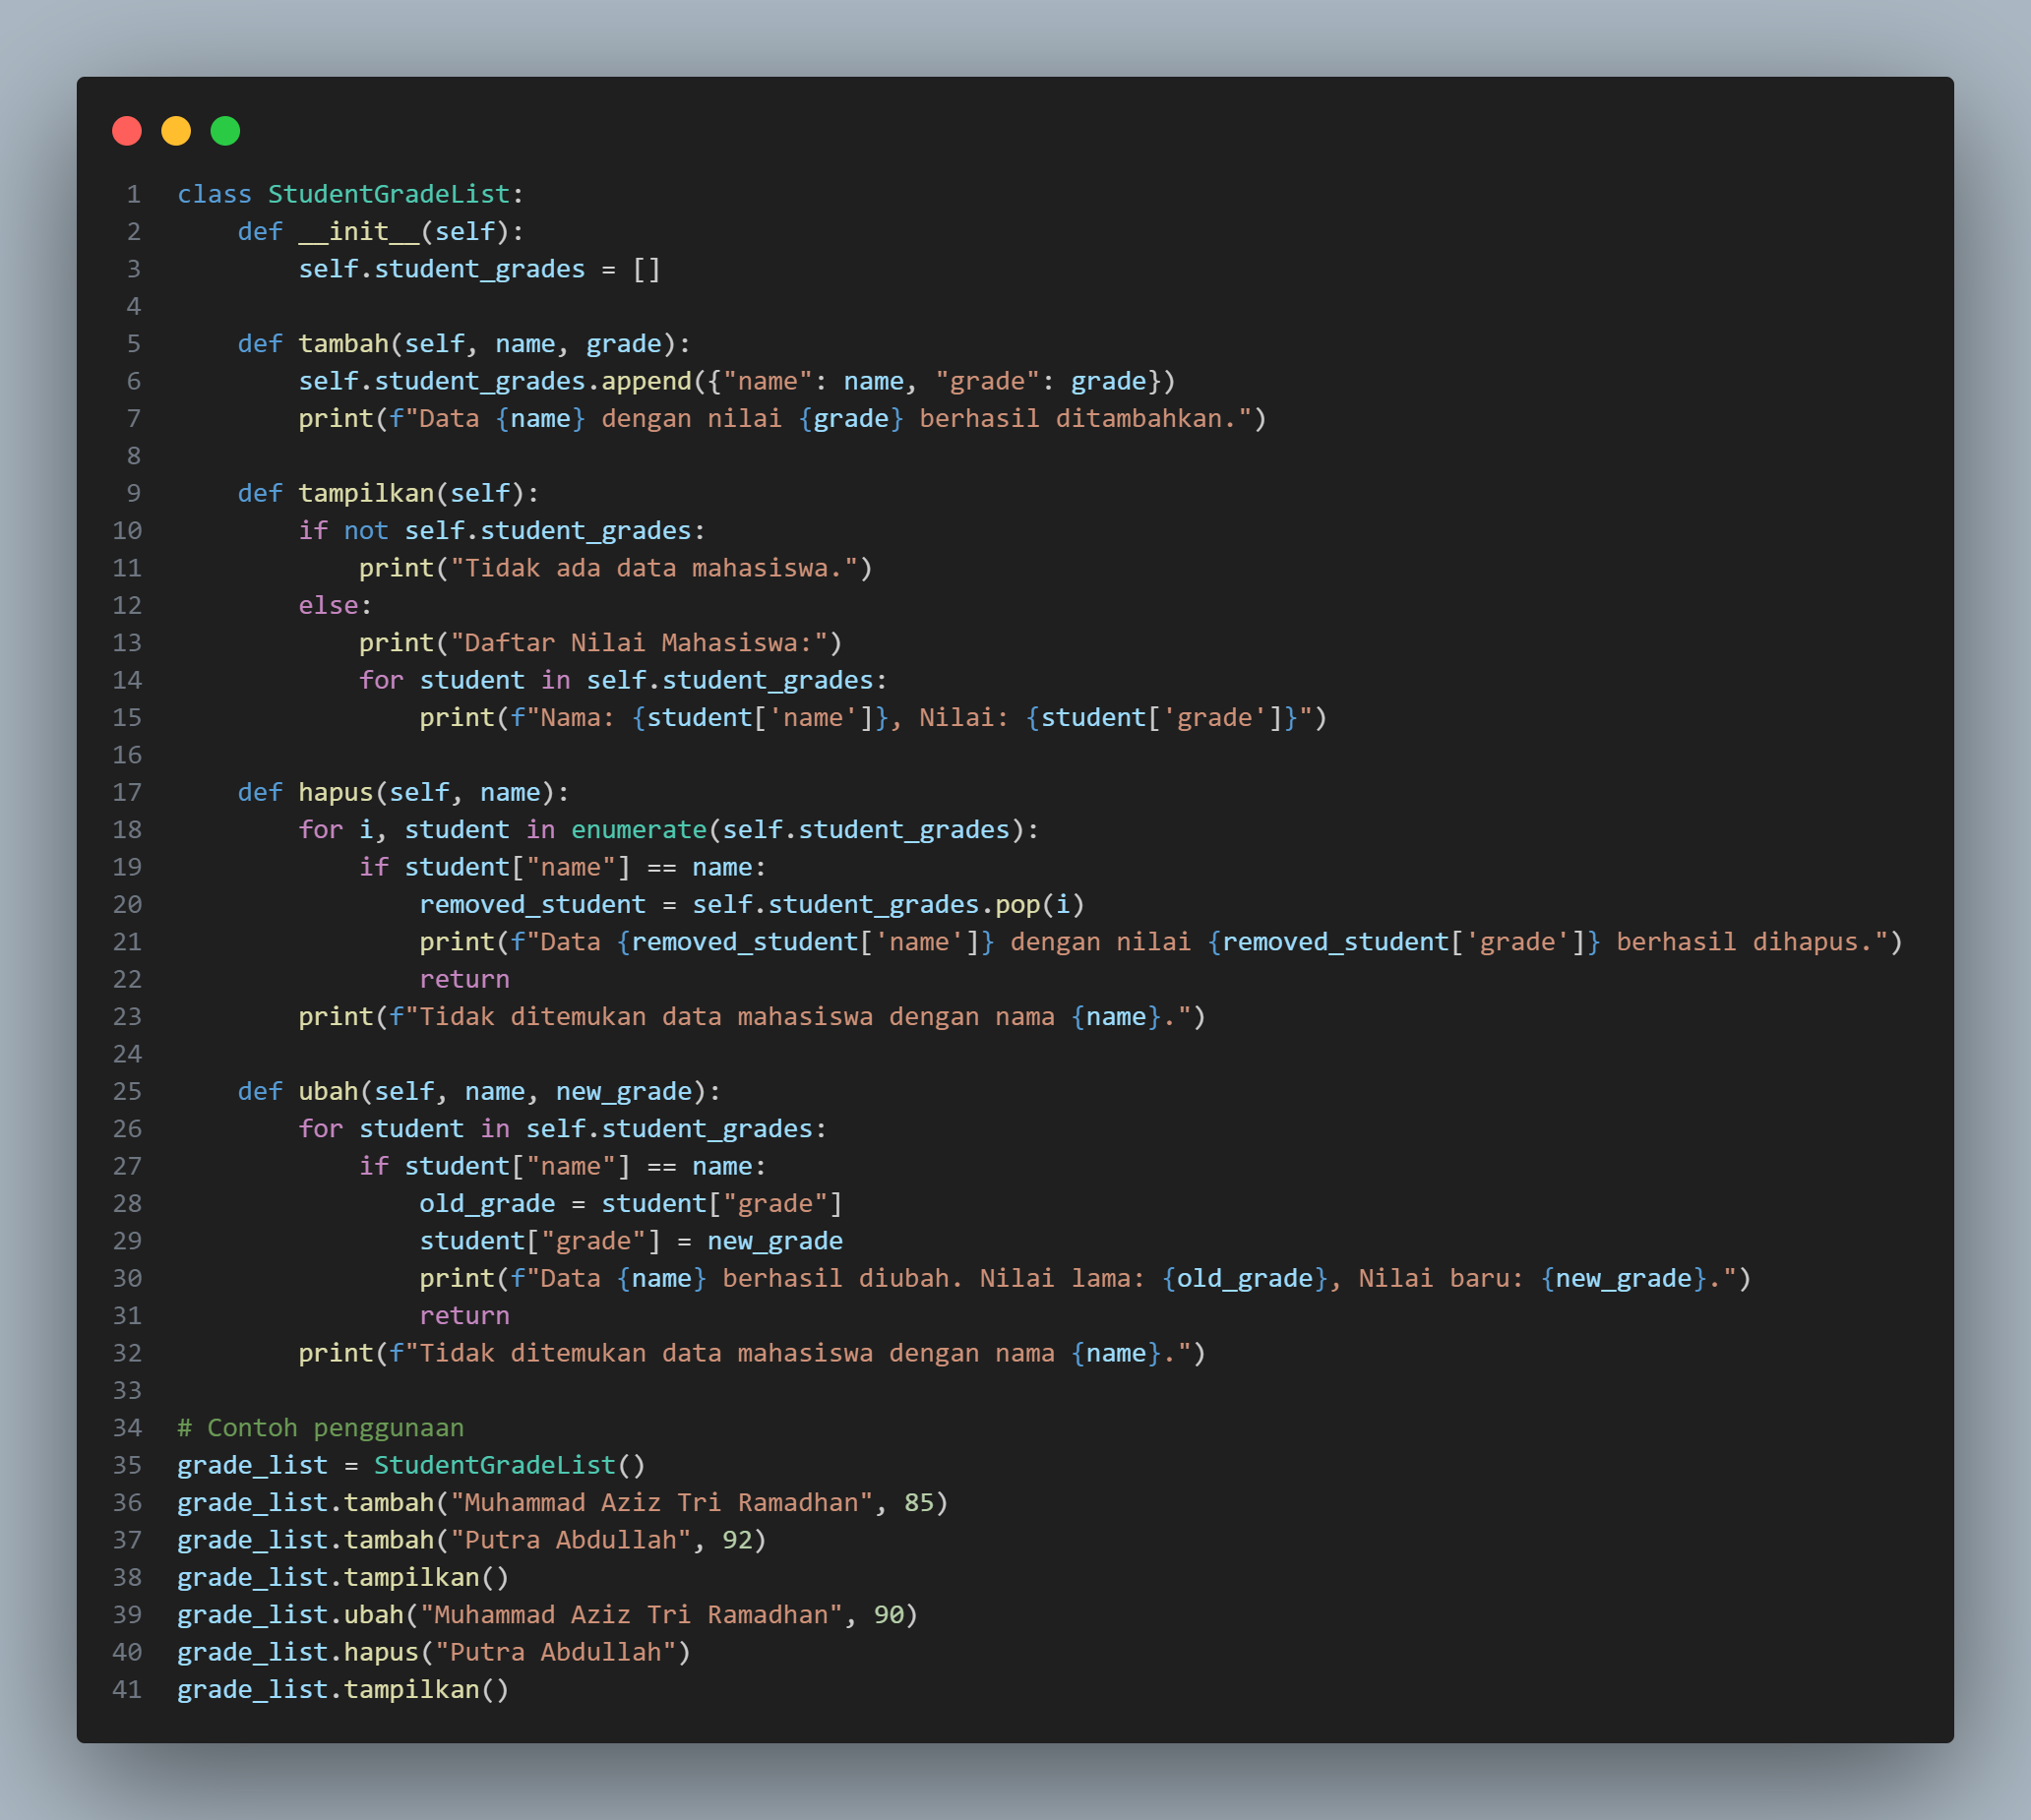 1 class StudentGradeList:
2     def __init__(self):
3         self.student_grades = []
4
5     def tambah(self, name, grade):
6         self.student_grades.append({"name": name, "grade": grade})
7         print(f"Data {name} dengan nilai {grade} berhasil ditambahkan.")
8
9     def tampilkan(self):
10         if not self.student_grades:
11             print("Tidak ada data mahasiswa.")
12         else:
13             print("Daftar Nilai Mahasiswa:")
14             for student in self.student_grades:
15                 print(f"Nama: {student['name']}, Nilai: {student['grade']}")
16
17     def hapus(self, name):
18         for i, student in enumerate(self.student_grades):
19             if student["name"] == name:
20                 removed_student = self.student_grades.pop(i)
21                 print(f"Data {removed_student['name']} dengan nilai {removed_student['grade']} berhasil dihapus.")
22                 return
23         print(f"Tidak ditemukan data mahasiswa dengan nama {name}.")
24
25     def ubah(self, name, new_grade):
26         for student in self.student_grades:
27             if student["name"] == name:
28                 old_grade = student["grade"]
29                 student["grade"] = new_grade
30                 print(f"Data {name} berhasil diubah. Nilai lama: {old_grade}, Nilai baru: {new_grade}.")
31                 return
32         print(f"Tidak ditemukan data mahasiswa dengan nama {name}.")
33
34 # Contoh penggunaan
35 grade_list = StudentGradeList()
36 grade_list.tambah("Muhammad Aziz Tri Ramadhan", 85)
37 grade_list.tambah("Putra Abdullah", 92)
38 grade_list.tampilkan()
39 grade_list.ubah("Muhammad Aziz Tri Ramadhan", 90)
40 grade_list.hapus("Putra Abdullah")
41 grade_list.tampilkan()